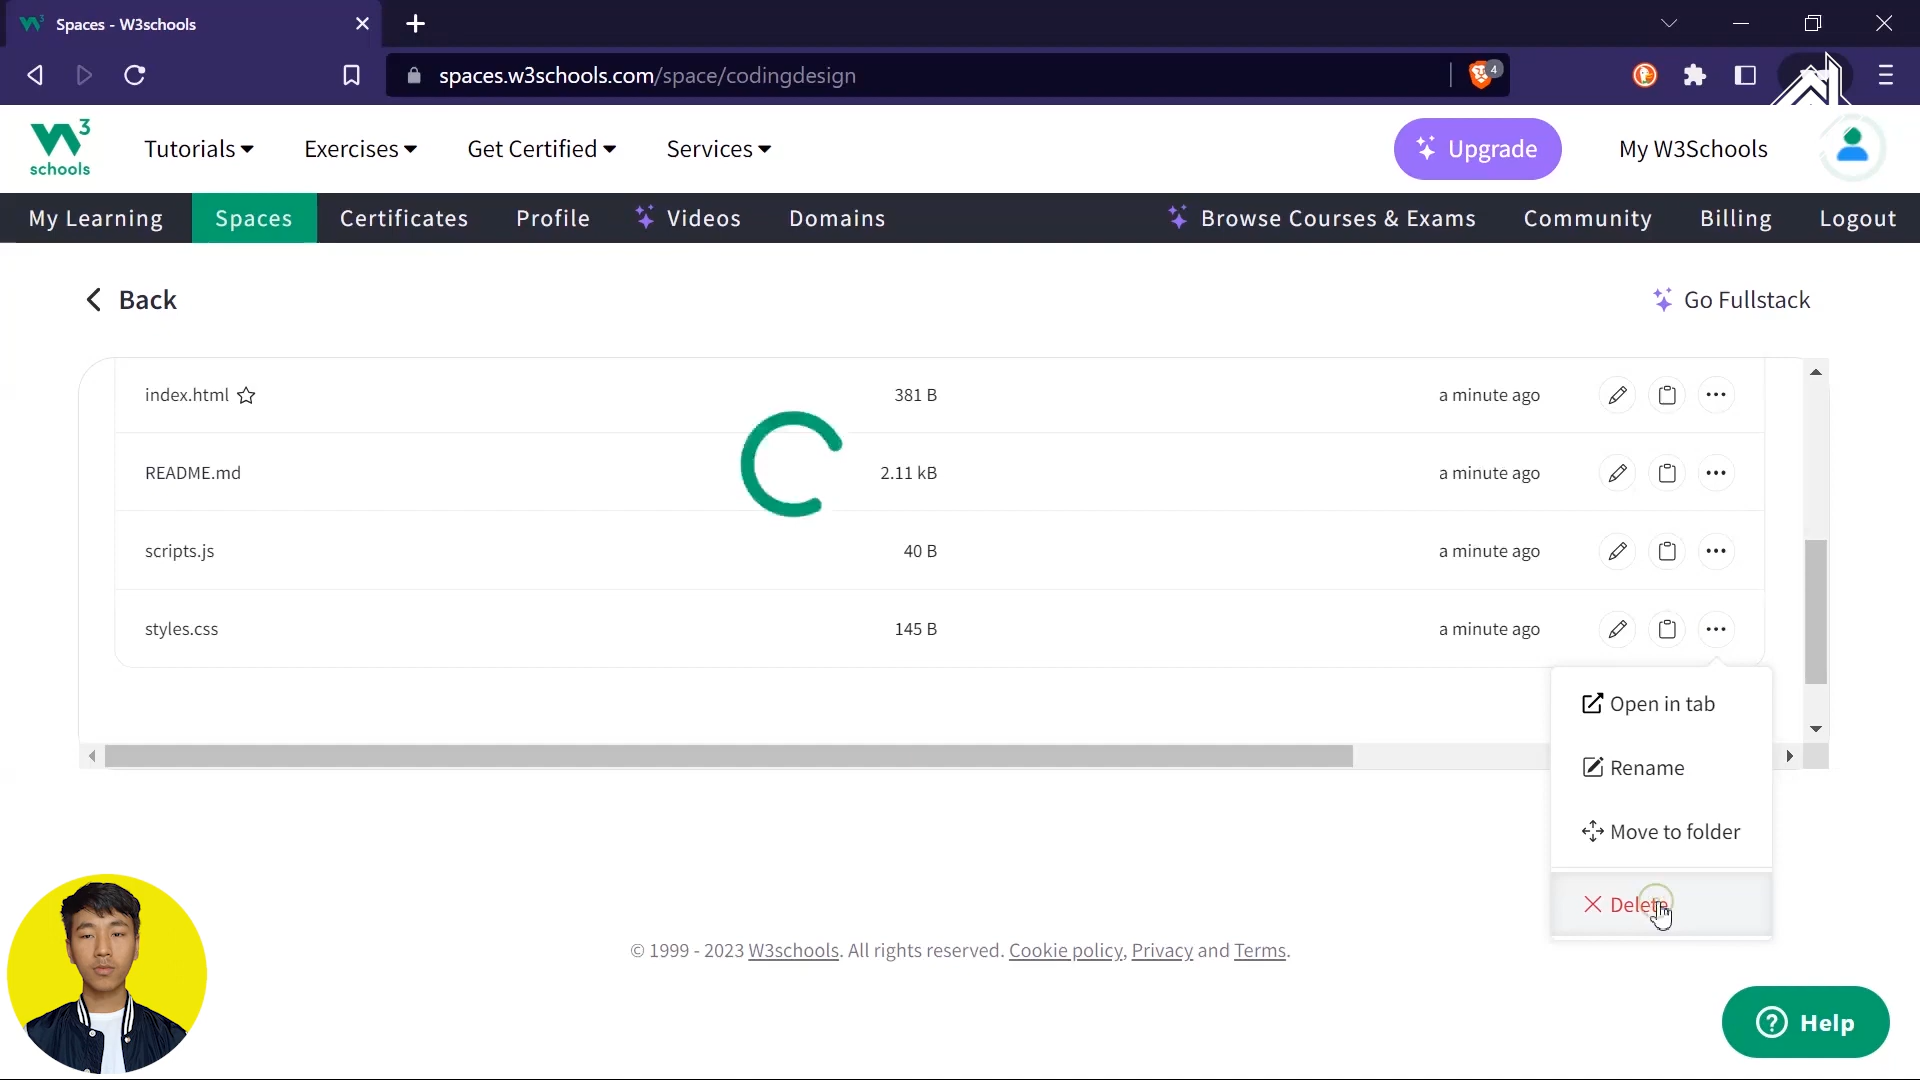 Spaces - W3schools
spaces.w3schools.com/space/codingdesign
4
W3 schools
Tutorials
Exercises
Get Certified
Services
Upgrade
My W3Schools
My Learning
Spaces
Certificates
Profile
Videos
Domains
Browse Courses & Exams
Community
Billing
Logout
Back
Go Fullstack
index.html 381 B a minute ago
README.md 2.11 kB a minute ago
scripts.js 40 B a minute ago
styles.css 145 B a minute ago
Open in tab
Rename
Move to folder
Delete
© 1999 - 2023 W3schools. All rights reserved. Cookie policy, Privacy and Terms.
Help